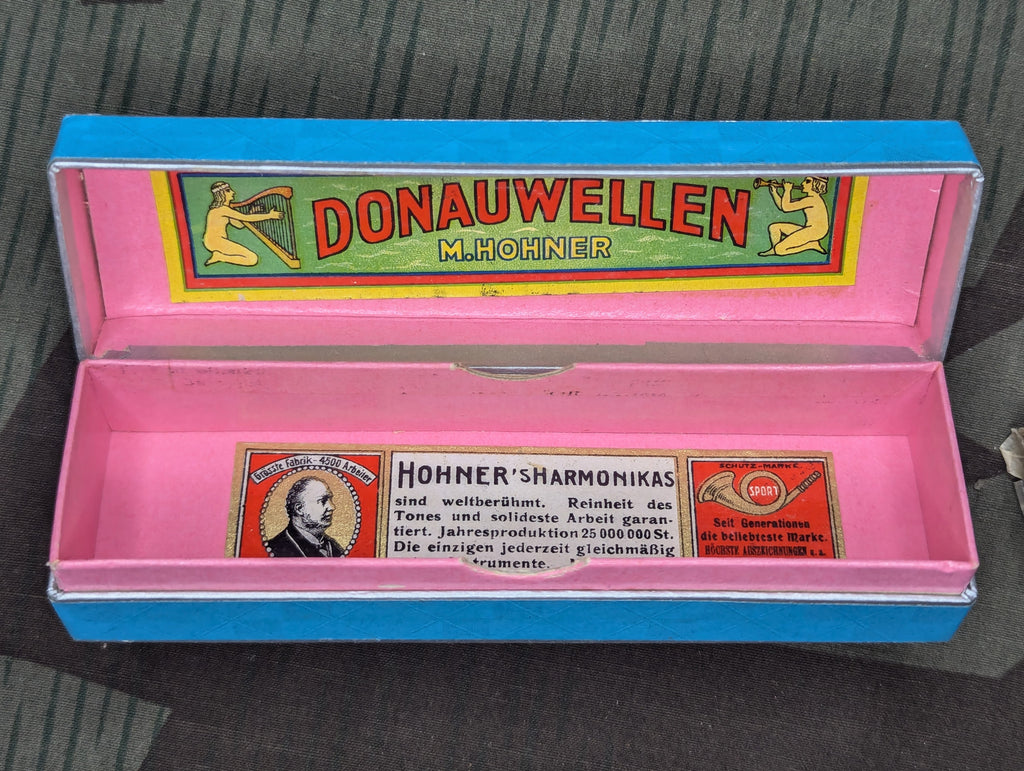 DONAUWELLEN
M. HOHNER
Grösste Fabrik - 4500 Arbeiter
HOHNER'S HARMONIKAS
sind weltberühmt. Reinheit des
Tones und solideste Arbeit garan-
tiert. Jahresproduktion 25 000 000 St.
Die einzigen jederzeit gleichmäßig
trumente.
SCHUTZ-MARKE
SPORT
Seit Generationen
die beliebteste Marke.
HÖCHSTE AUSZEICHNUNGEN